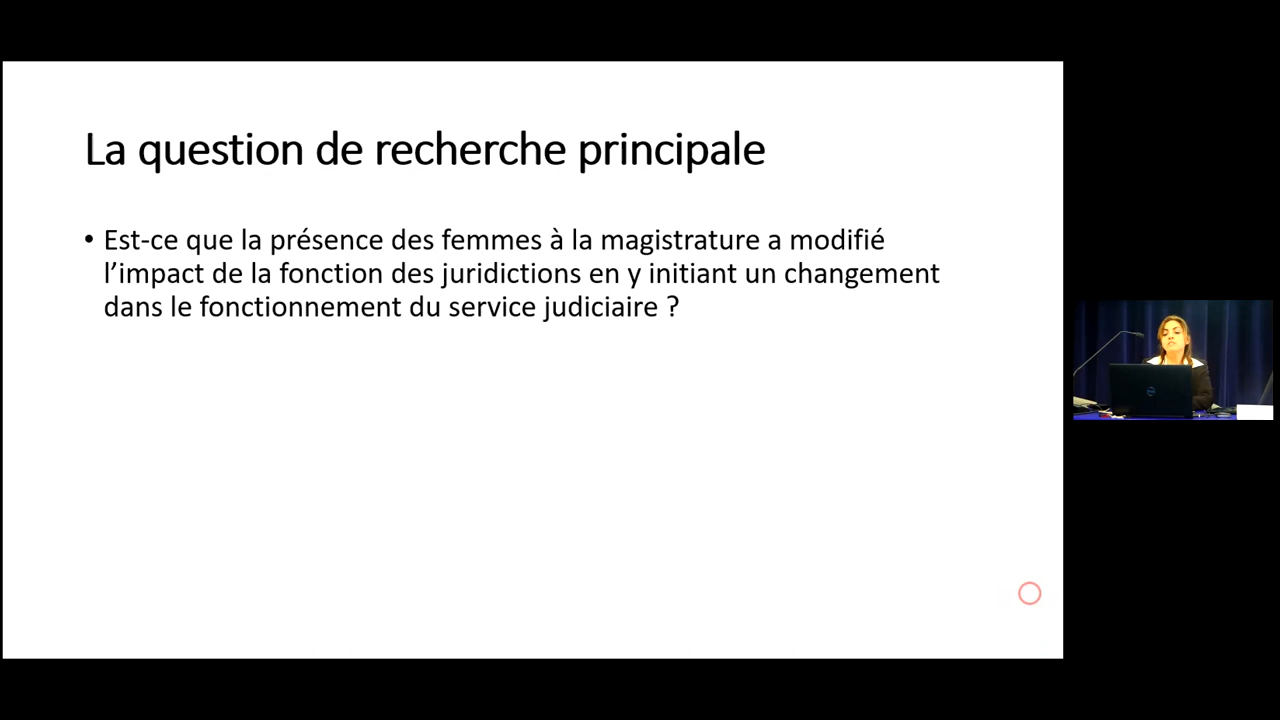 La question de recherche principale
• Est-ce que la présence des femmes à la magistrature a modifié
l’impact de la fonction des juridictions en y initiant un changement
dans le fonctionnement du service judiciaire ?